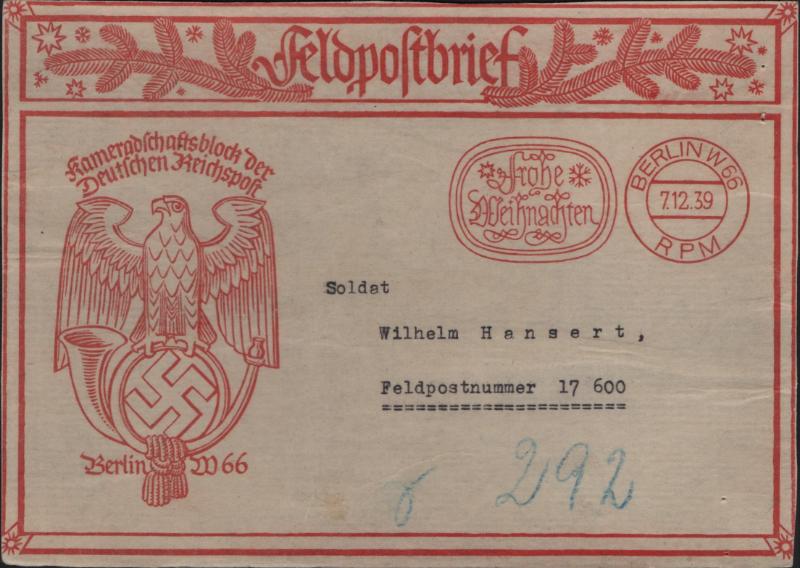 Feldpostbrief
Kameradschaftsblock der
Deutschen Reichspost
Berlin W66
Frohe
Weihnachten
BERLIN W 66
7.12.39
RPM
Soldat
Wilhelm Hansert,
Feldpostnummer 17 600
292